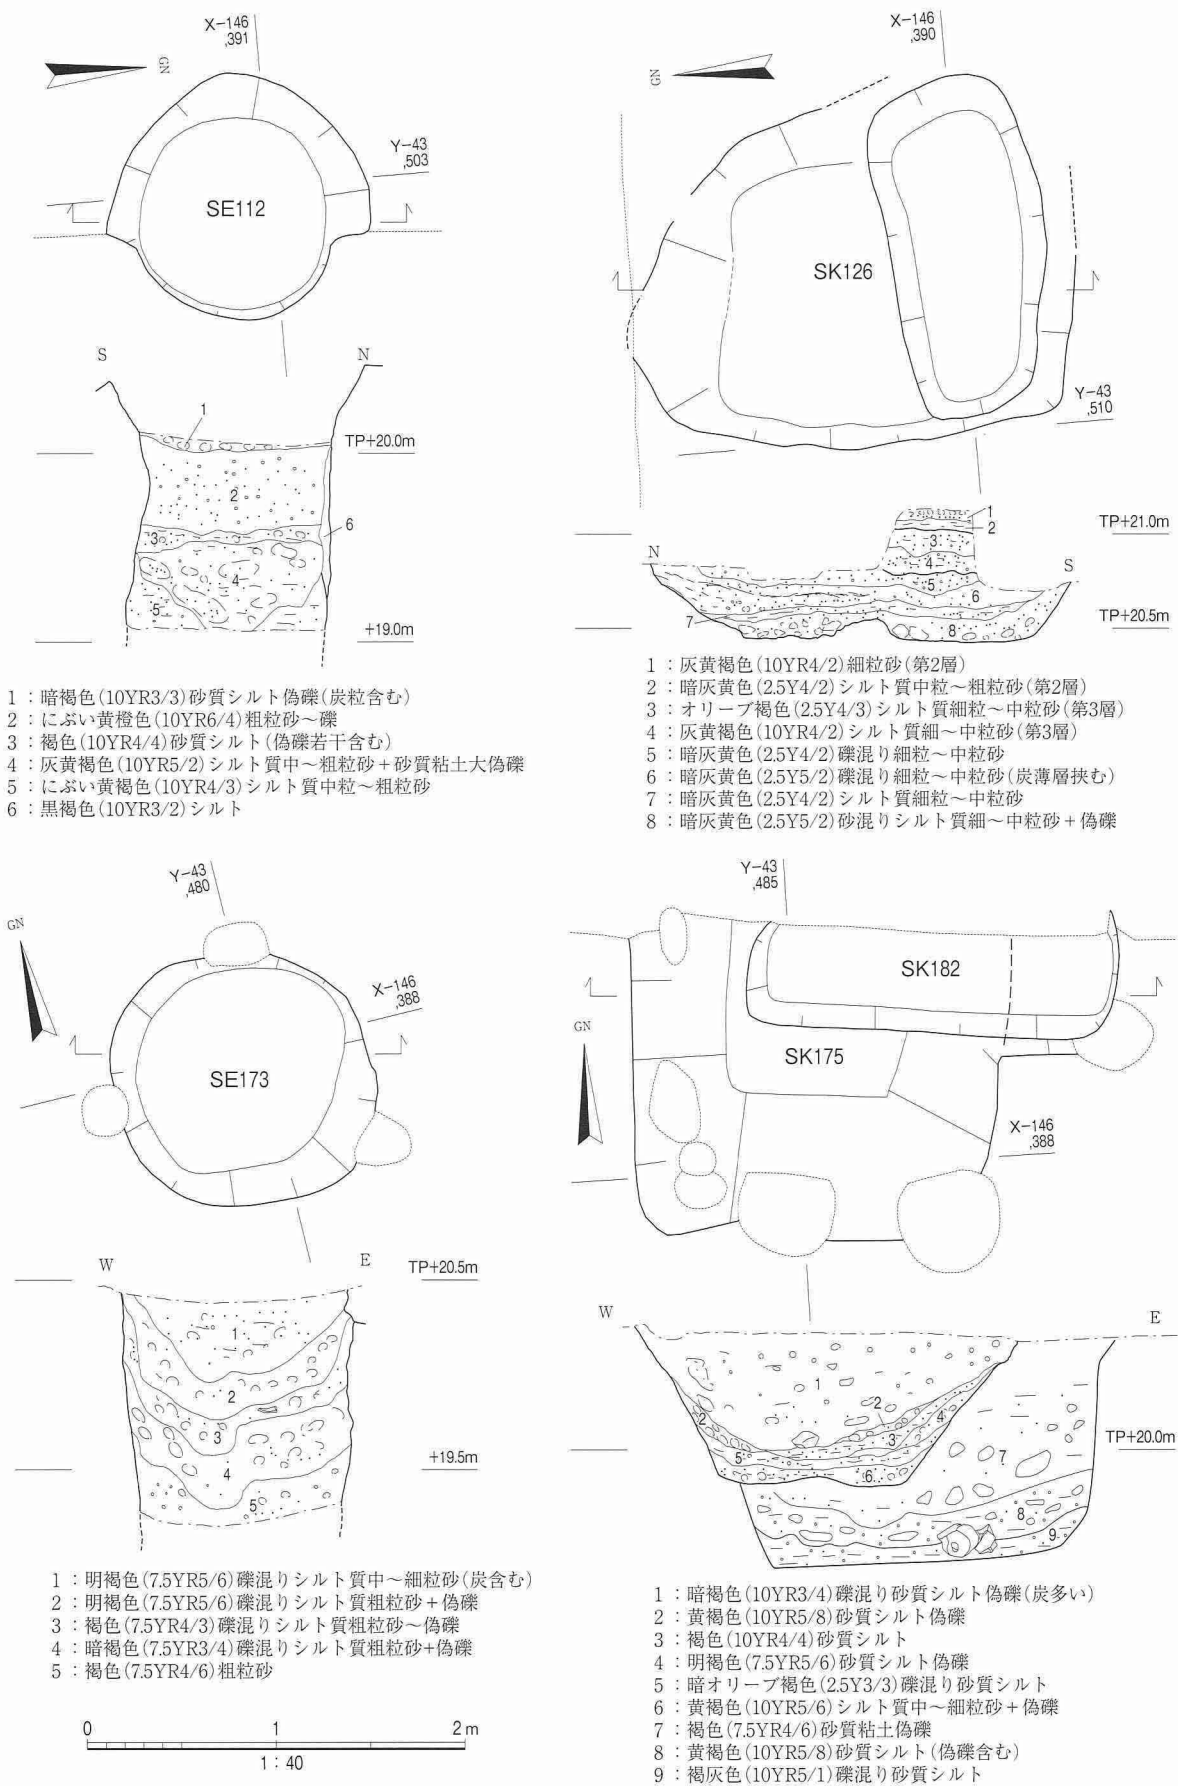 X-146
,391
GN
Y-43
,503
SE112
S
N
1
TP+20.0m
2
6
3
4
5
+19.0m
1：暗褐色(10YR3/3)砂質シルト偽礫(炭粒含む)
2：にぶい黄橙色(10YR6/4)粗粒砂～礫
3：褐色(10YR4/4)砂質シルト(偽礫若干含む)
4：灰黄褐色(10YR5/2)シルト質中～粗粒砂＋砂質粘土大偽礫
5：にぶい黄褐色(10YR4/3)シルト質中粒～粗粒砂
6：黒褐色(10YR3/2)シルト
X-146
,390
GN
SK126
Y-43
,510
1
2
TP+21.0m
N
3
4
S
5
6
7
8
TP+20.5m
1：灰黄褐色(10YR4/2)細粒砂(第2層)
2：暗灰黄色(2.5Y4/2)シルト質中粒～粗粒砂(第2層)
3：オリーブ褐色(2.5Y4/3)シルト質細粒～中粒砂(第3層)
4：灰黄褐色(10YR4/2)シルト質細～中粒砂(第3層)
5：暗灰黄色(2.5Y4/2)礫混り細粒～中粒砂
6：暗灰黄色(2.5Y5/2)礫混り細粒～中粒砂(炭薄層挟む)
7：暗灰黄色(2.5Y4/2)シルト質細粒～中粒砂
8：暗灰黄色(2.5Y5/2)砂混りシルト質細～中粒砂＋偽礫
Y-43
,480
GN
X-146
,388
SE173
W
E
TP+20.5m
1
2
3
4
+19.5m
5
1：明褐色(7.5YR5/6)礫混りシルト質中～細粒砂(炭含む)
2：明褐色(7.5YR5/6)礫混りシルト質粗粒砂＋偽礫
3：褐色(7.5YR4/3)礫混りシルト質粗粒砂～偽礫
4：暗褐色(7.5YR3/4)礫混りシルト質粗粒砂+偽礫
5：褐色(7.5YR4/6)粗粒砂
0
1
2m
1：40
Y-43
,485
SK182
GN
SK175
X-146
,388
W
E
1
2
2
4
3
TP+20.0m
5
6
7
8
9
1：暗褐色(10YR3/4)礫混り砂質シルト偽礫(炭多い)
2：黄褐色(10YR5/8)砂質シルト偽礫
3：褐色(10YR4/4)砂質シルト
4：明褐色(7.5YR5/6)砂質シルト偽礫
5：暗オリーブ褐色(2.5Y3/3)礫混り砂質シルト
6：黄褐色(10YR5/6)シルト質中～細粒砂＋偽礫
7：褐色(7.5YR4/6)砂質粘土偽礫
8：黄褐色(10YR5/8)砂質シルト(偽礫含む)
9：褐灰色(10YR5/1)礫混り砂質シルト